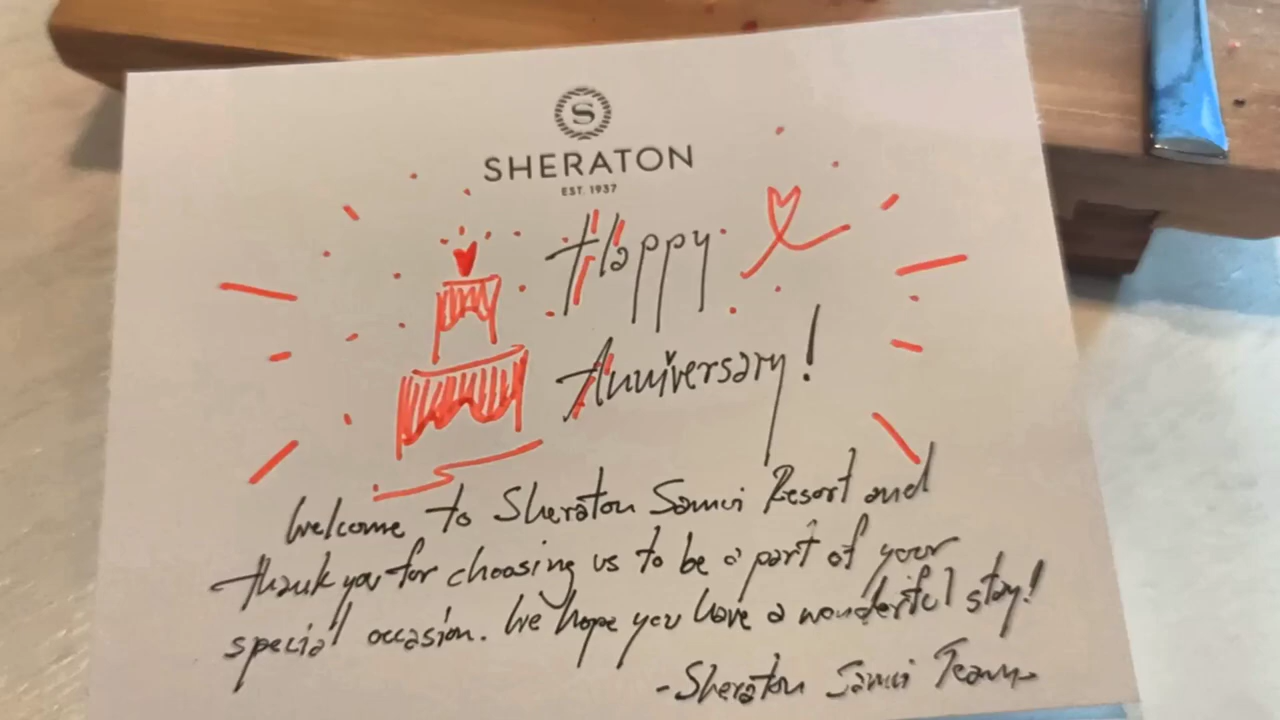 S
SHERATON
EST. 1937
Happy
Anniversary!
Welcome to Sheraton Samui Resort and
thank you for choosing us to be a part of your
special occasion. We hope you have a wonderful stay!
-Sheraton Samui Team